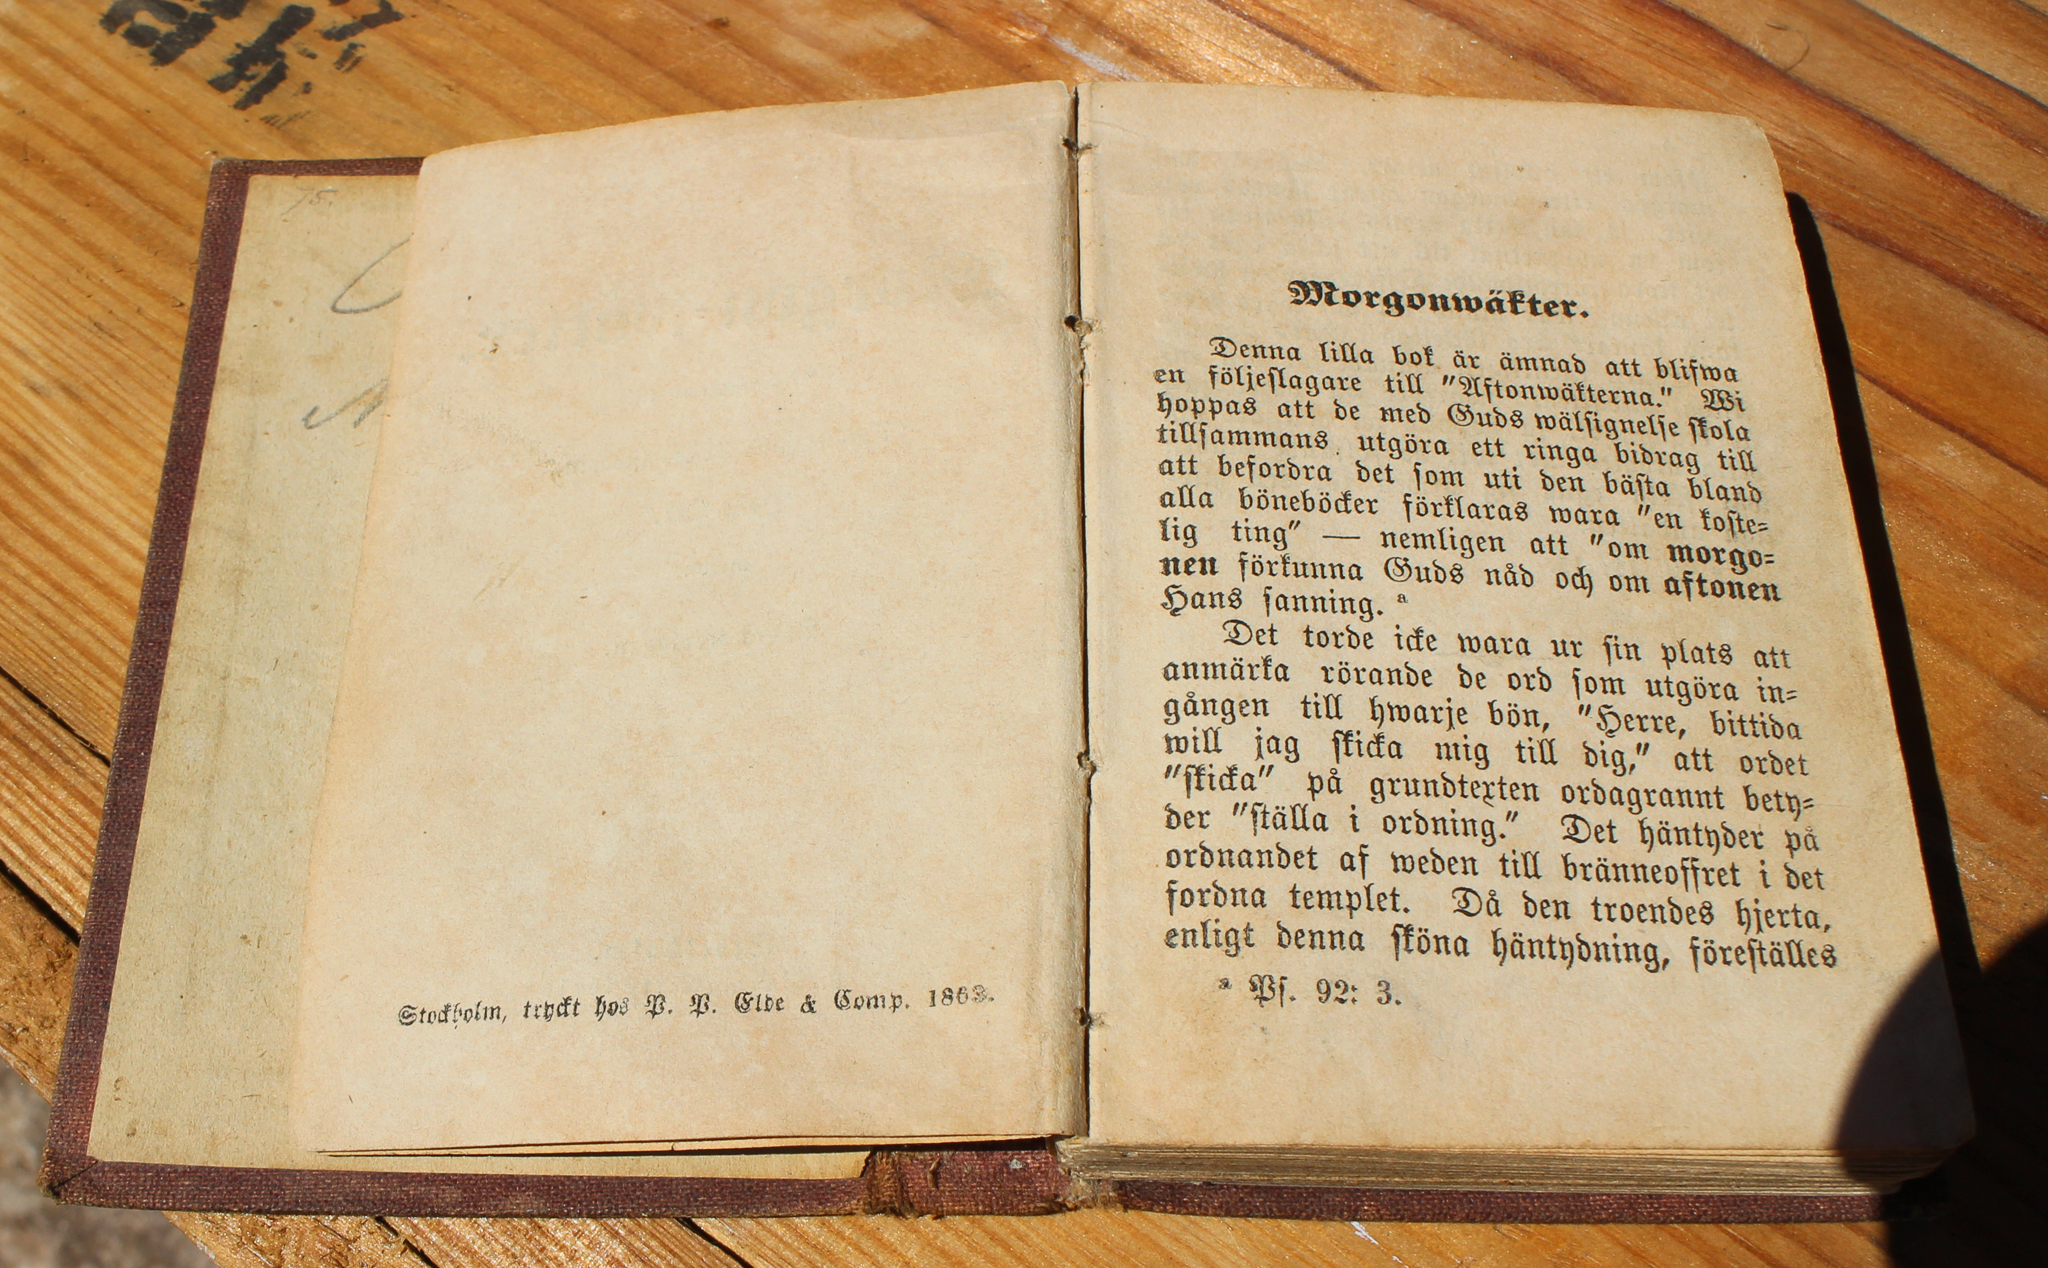 75.
Stockholm, tryckt hos P. P. Elde & Comp. 1863.
Morgonwäkter.
Denna lilla bok är ämnad att blifwa
en följeslagare till "Aftonwäkterna." Wi
hoppas att de med Guds wälsignelse skola
tillsammans utgöra ett ringa bidrag till
att befordra det som uti den bästa bland
alla böneböcker förklaras wara "en koste=
lig ting" — nemligen att "om morgo=
nen förkunna Guds nåd och om aftonen
Hans sanning. a
Det torde icke wara ur sin plats att
anmärka rörande de ord som utgöra in=
gången till hwarje bön, "Herre, bittida
will jag skicka mig till dig," att ordet
"skicka" på grundtexten ordagrannt bety=
der "ställa i ordning." Det häntyder på
ordnandet af weden till bränneoffret i det
fordna templet. Då den troendes hjerta,
enligt denna sköna häntydning, föreställes
a Ps. 92: 3.